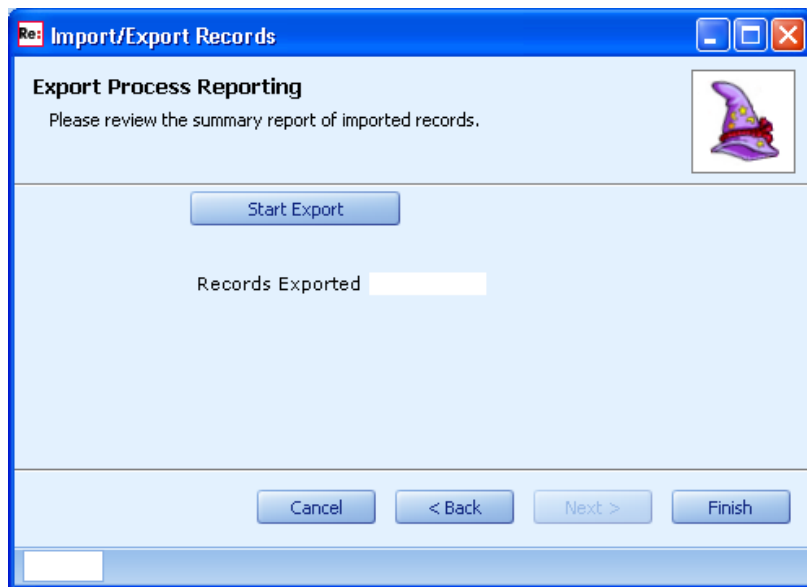 Re: Import/Export Records
Export Process Reporting
Please review the summary report of imported records.
Start Export
Records Exported
Cancel
< Back
Next >
Finish